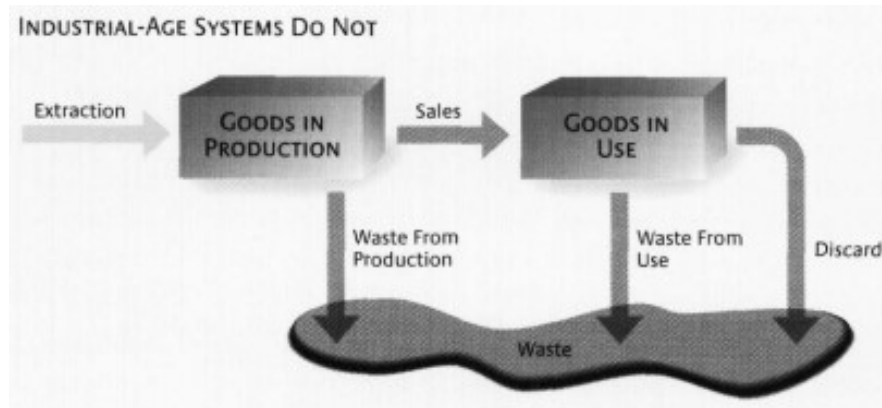 INDUSTRIAL-AGE SYSTEMS DO NOT
Extraction
GOODS IN
PRODUCTION
Sales
GOODS IN
USE
Waste From
Production
Waste From
Use
Discard
Waste